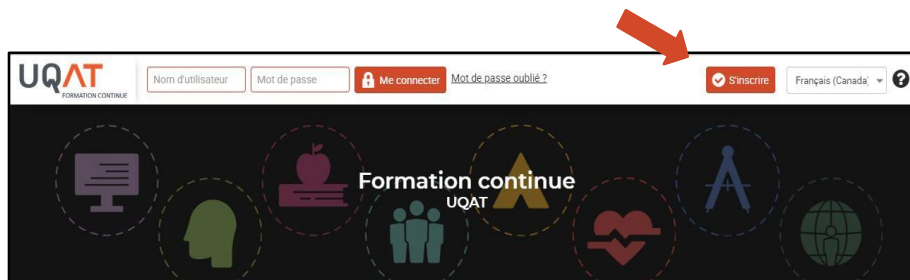 UQAT
FORMATION CONTINUE
Nom d'utilisateur
Mot de passe
Me connecter
Mot de passe oublié ?
S'inscrire
Français (Canada)
?
Formation continue
UQAT